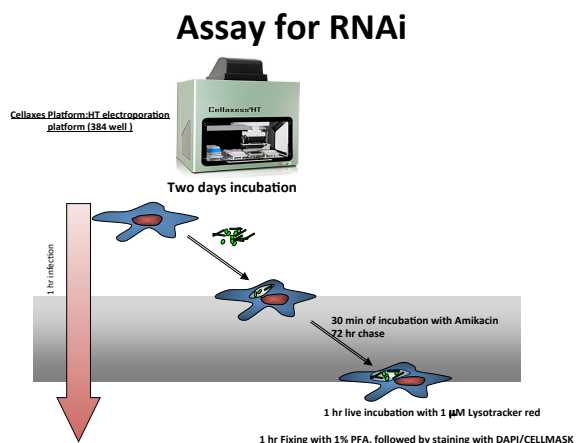 Assay for RNAi
Cellaxes Platform:HT electroporation
platform (384 well )
Cellaxess®HT
Two days incubation
1 hr infection
30 min of incubation with Amikacin
72 hr chase
1 hr live incubation with 1 µM Lysotracker red
1 hr Fixing with 1% PFA, followed by staining with DAPI/CELLMASK